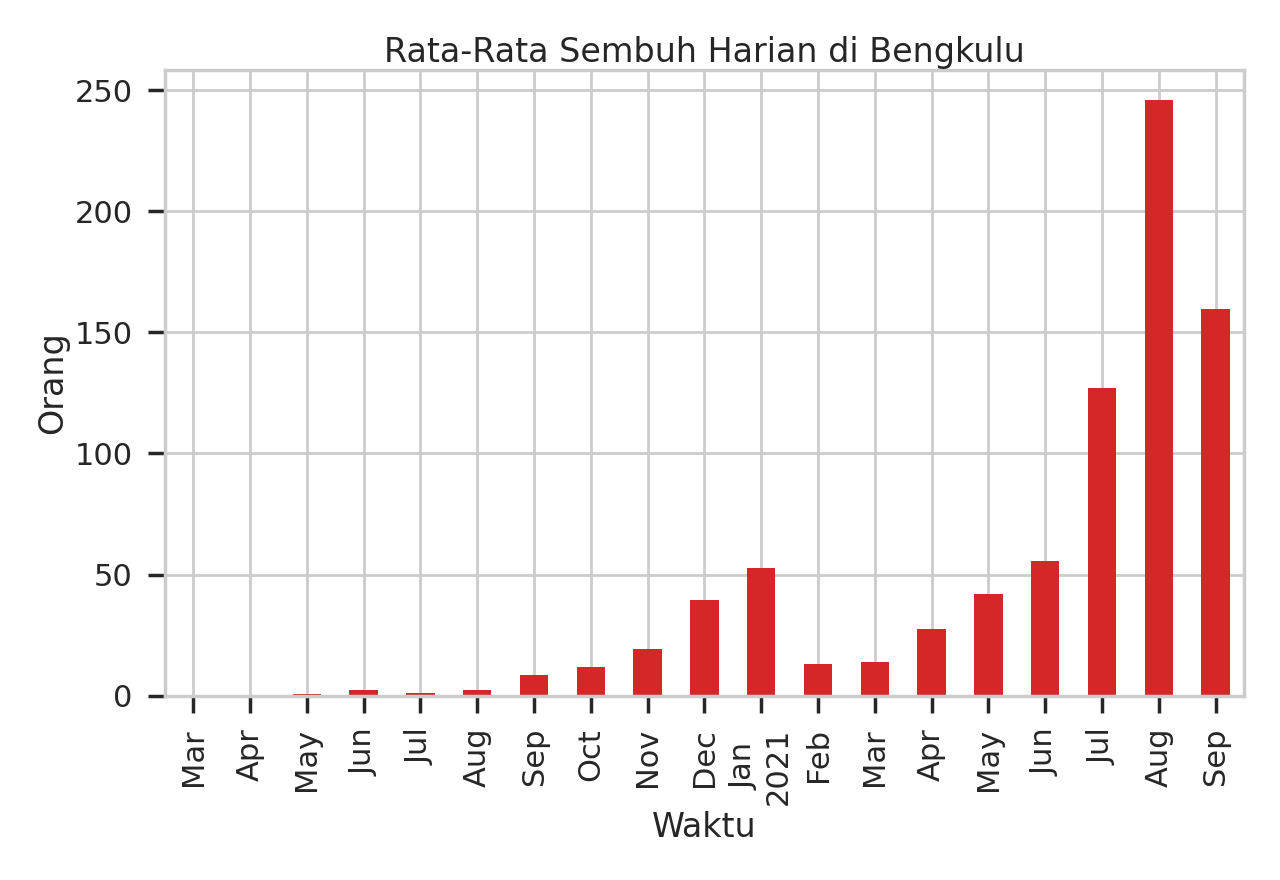 Rata-Rata Sembuh Harian di Bengkulu
Orang
250
200
150
100
50
0
Mar
Apr
May
Jun
Jul
Aug
Sep
Oct
Nov
Dec
Jan
2021
Feb
Mar
Apr
May
Jun
Jul
Aug
Sep
Waktu